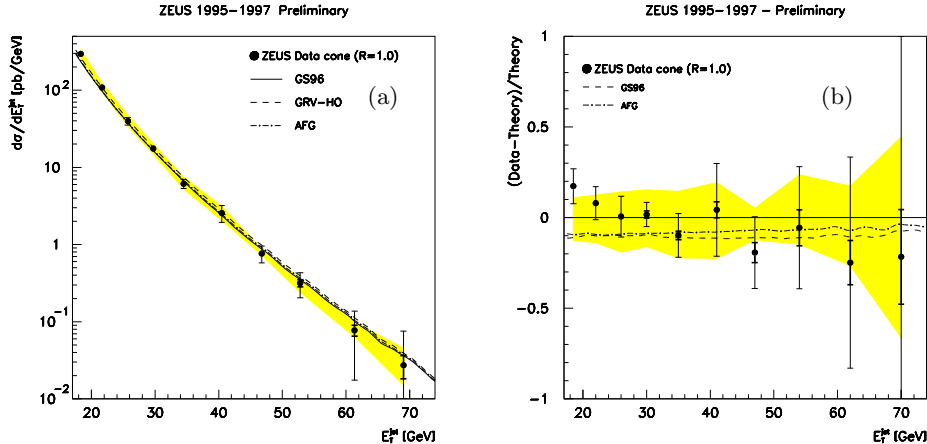 ZEUS 1995-1997 Preliminary
dσ/dE_T^jet [pb/GeV]
10^2
10
1
10^-1
10^-2
ZEUS Data cone (R=1.0)
GS96
GRV-HO
AFG
(a)
20 30 40 50 60 70
E_T^jet [GeV]
ZEUS 1995-1997 - Preliminary
(Data-Theory)/Theory
1
0.5
0
-0.5
-1
ZEUS Data cone (R=1.0)
GS96
AFG
(b)
20 30 40 50 60 70
E_T^jet [GeV]